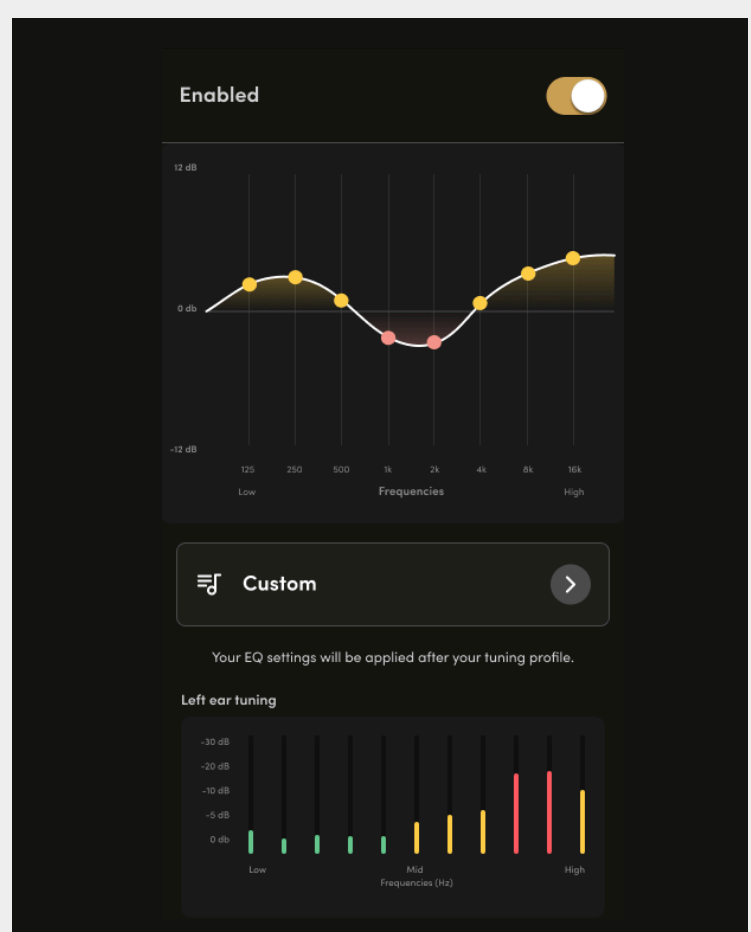 Enabled
12 dB
0 db
-12 dB
125 250 500 1k 2k 4k 8k 16k
Low Frequencies High
Custom
Your EQ settings will be applied after your tuning profile.
Left ear tuning
-30 dB
-20 dB
-10 dB
-5 dB
0 db
Low Mid High
Frequencies (Hz)